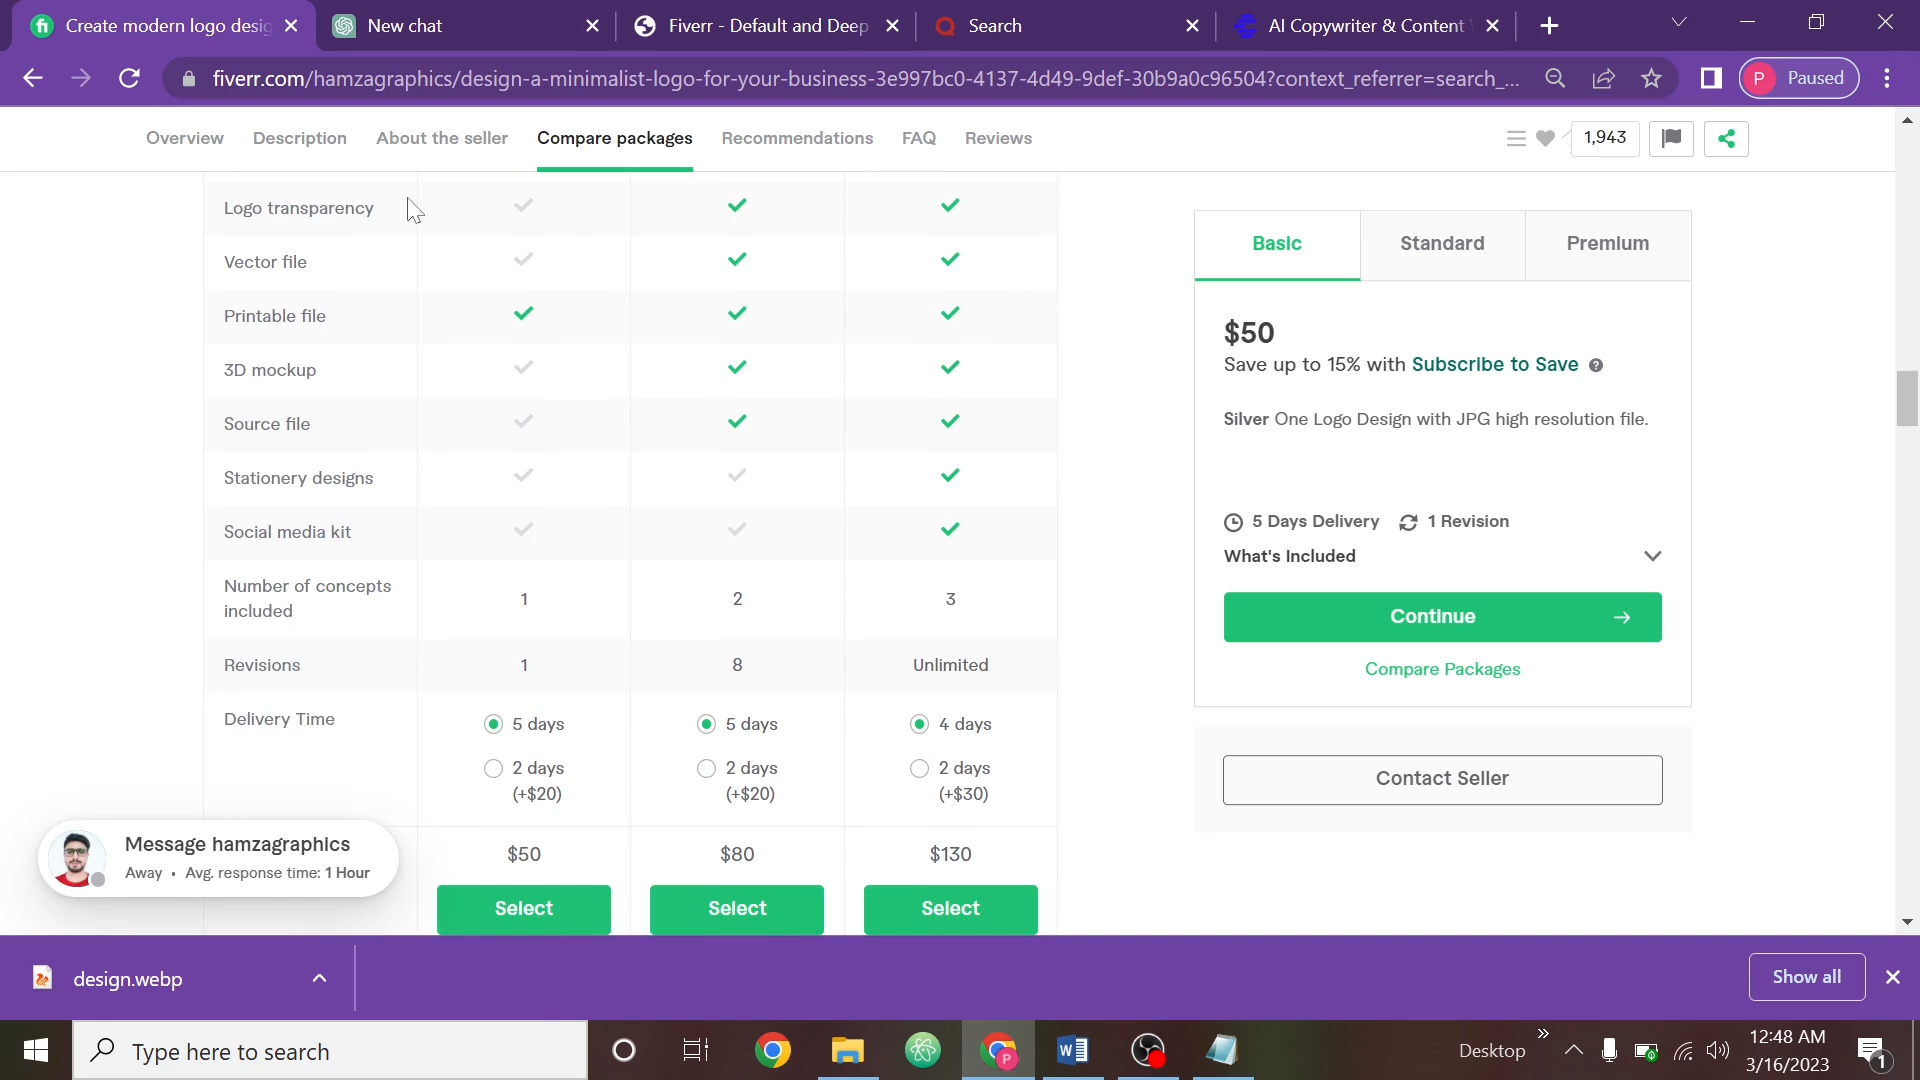 Create modern logo desig
New chat
Fiverr - Default and Deep
Search
AI Copywriter & Content
fiverr.com/hamzagraphics/design-a-minimalist-logo-for-your-business-3e997bc0-4137-4d49-9def-30b9a0c96504?context_referrer=search_...
P Paused
Overview Description About the seller Compare packages Recommendations FAQ Reviews
1,943
Logo transparency
Vector file
Printable file
3D mockup
Source file
Stationery designs
Social media kit
Number of concepts
included
1 2 3
Revisions 1 8 Unlimited
Delivery Time 5 days 5 days 4 days
2 days 2 days 2 days
(+$20) (+$20) (+$30)
$50 $80 $130
Select Select Select
Basic Standard Premium
$50
Save up to 15% with Subscribe to Save
Silver One Logo Design with JPG high resolution file.
5 Days Delivery 1 Revision
What's Included
Continue
Compare Packages
Contact Seller
Message hamzagraphics
Away • Avg. response time: 1 Hour
design.webp
Show all
Type here to search
Desktop
12:48 AM
3/16/2023
1